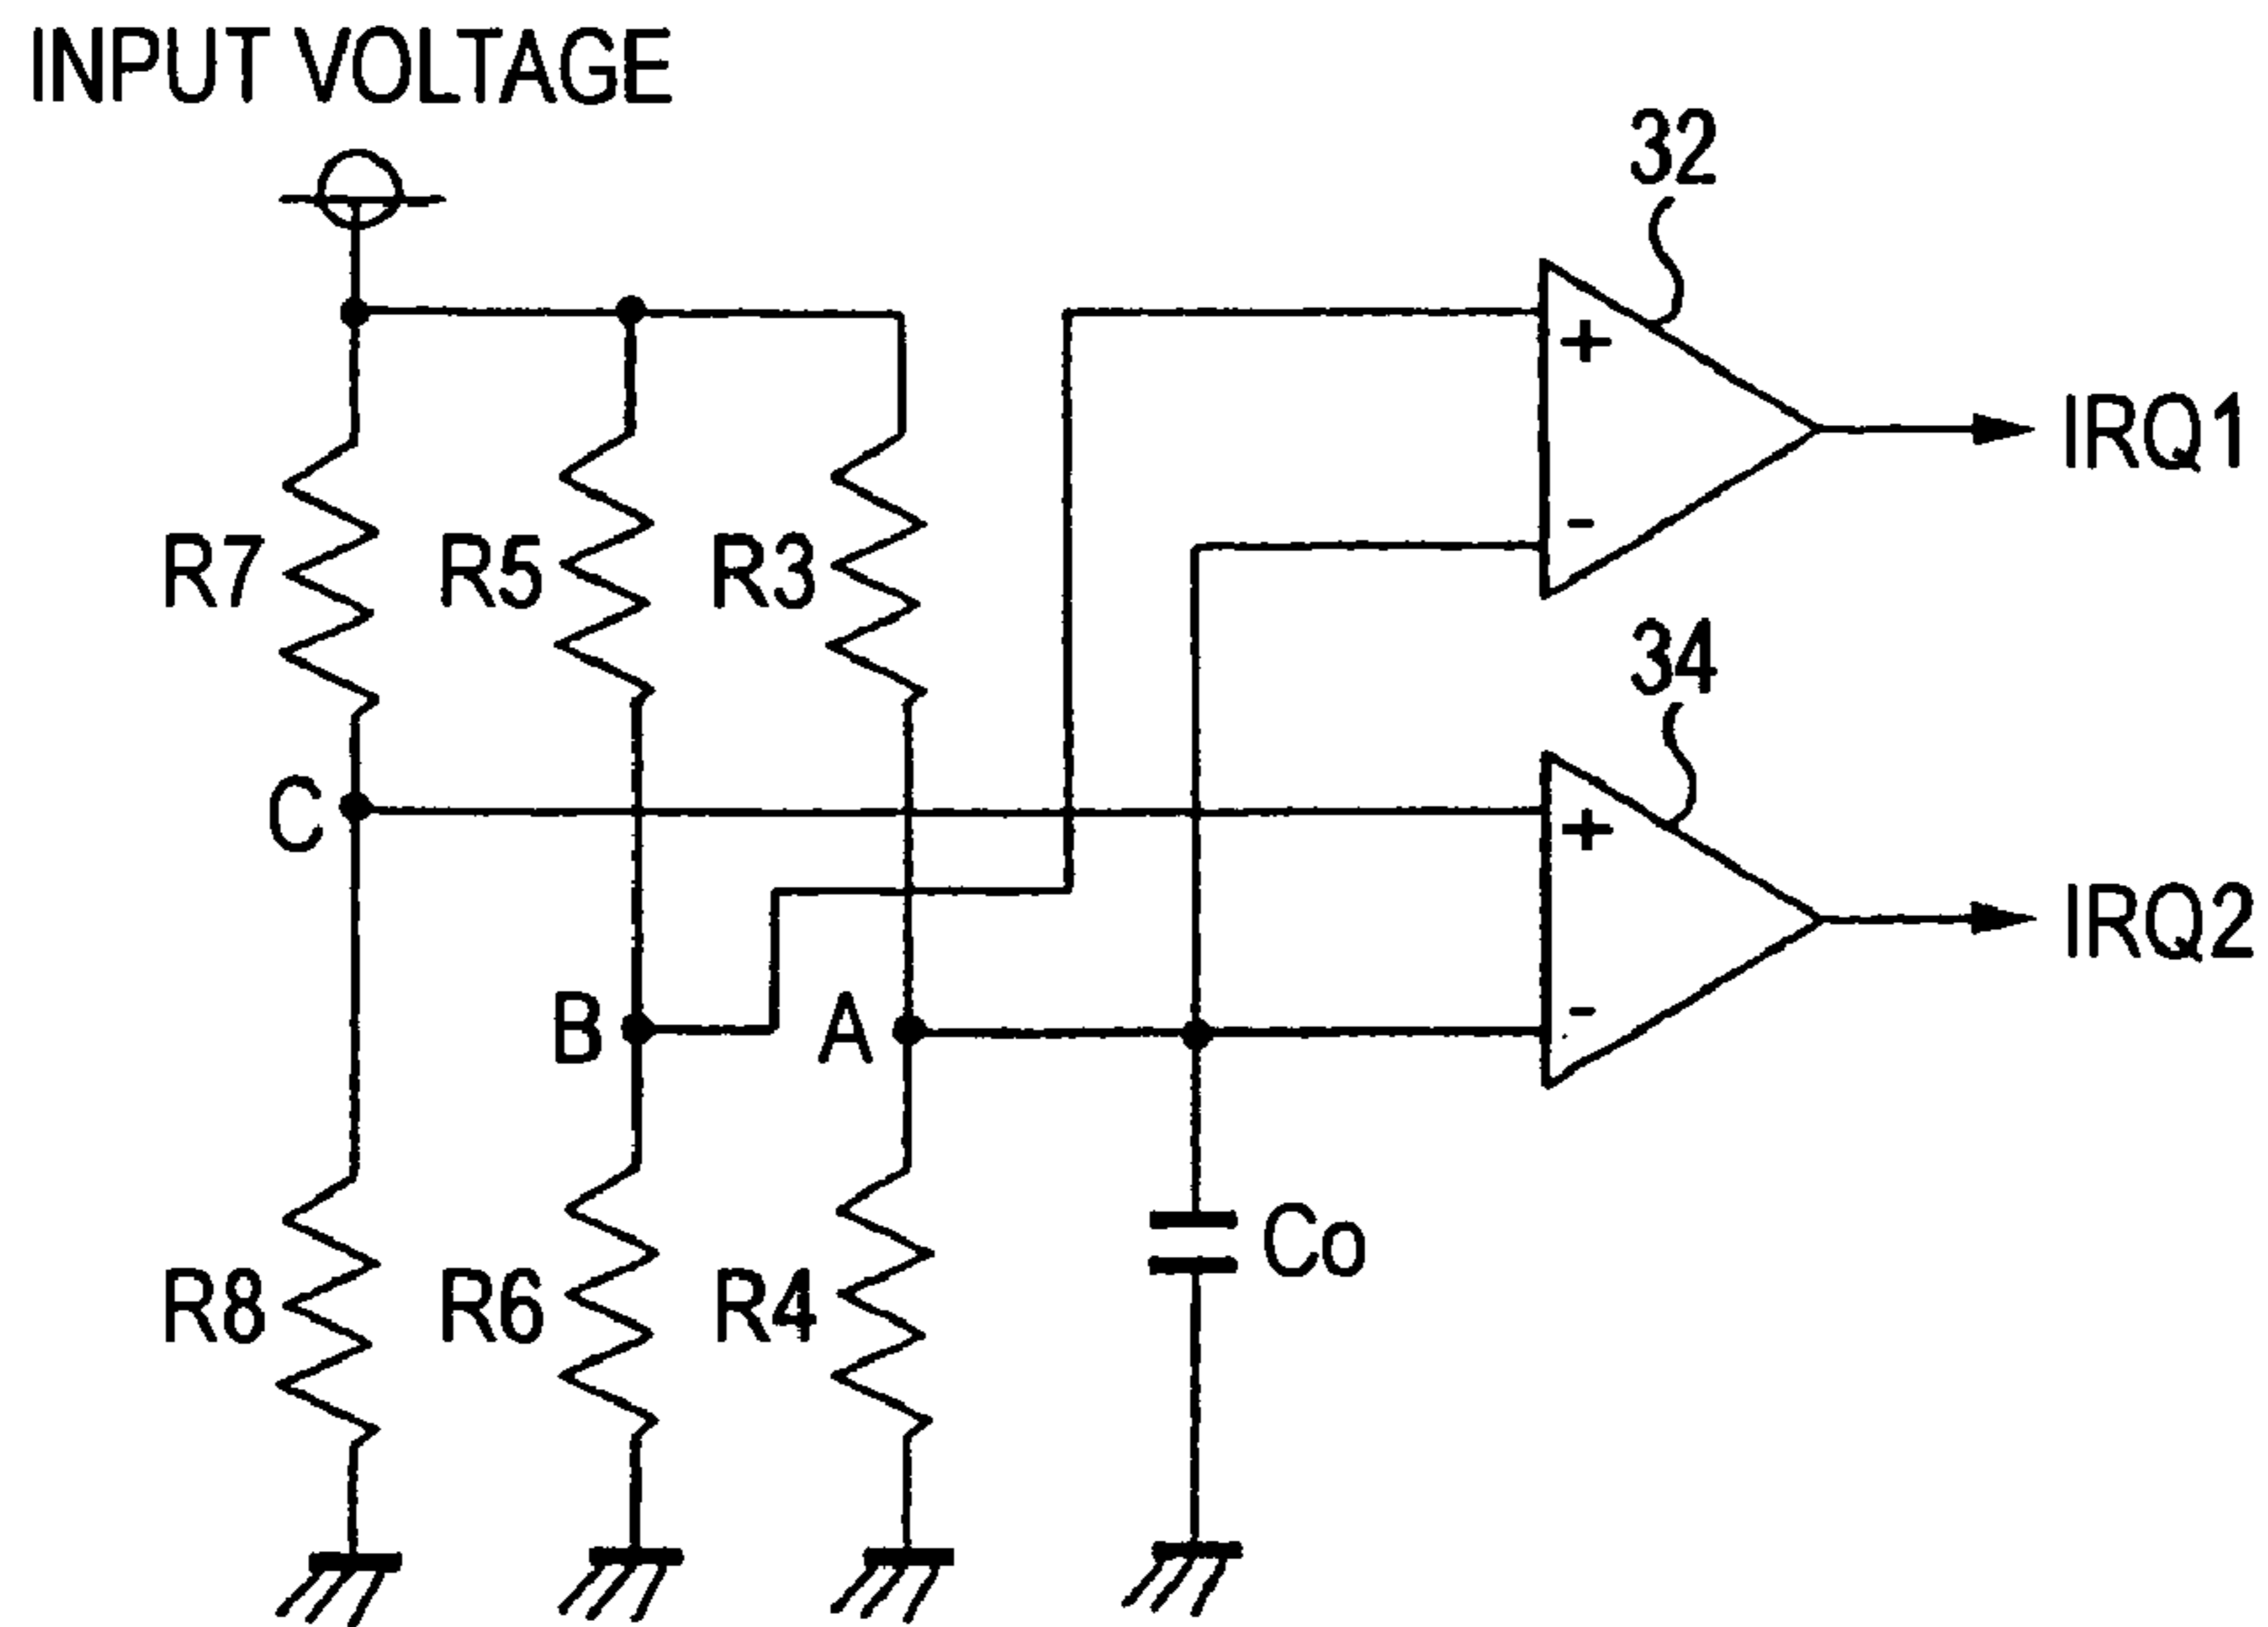 INPUT VOLTAGE
32
+
-
IRQ1
R7
R5
R3
34
C
+
-
IRQ2
B
A
Co
R8
R6
R4